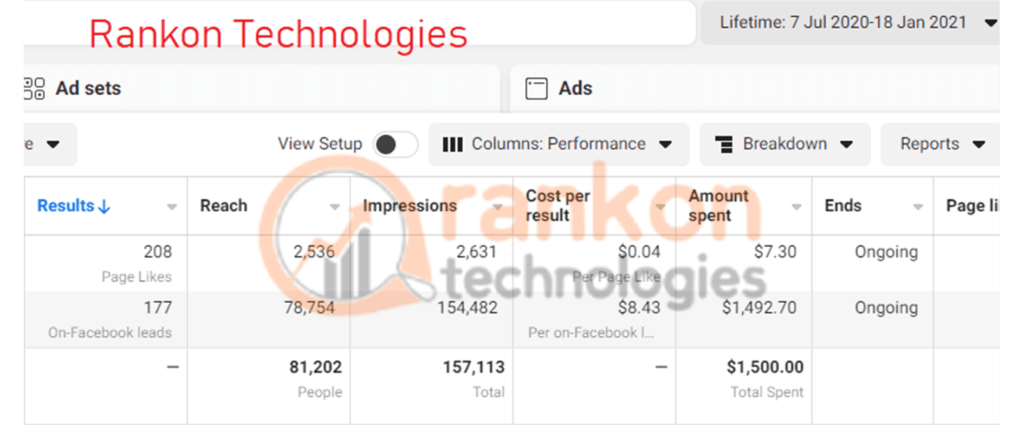 Rankon Technologies
Lifetime: 7 Jul 2020-18 Jan 2021
Ad sets
Ads
View Setup
Columns: Performance
Breakdown
Reports
Results↓ Reach Impressions Cost per result Amount spent Ends Page
208 2,536 2,631 $0.04 $7.30 Ongoing
Page Likes Per Page Like
177 78,754 154,482 $8.43 $1,492.70 Ongoing
On-Facebook leads Per on-Facebook l...
— 81,202 157,113 — $1,500.00
People Total Total Spent
rankon
technologies